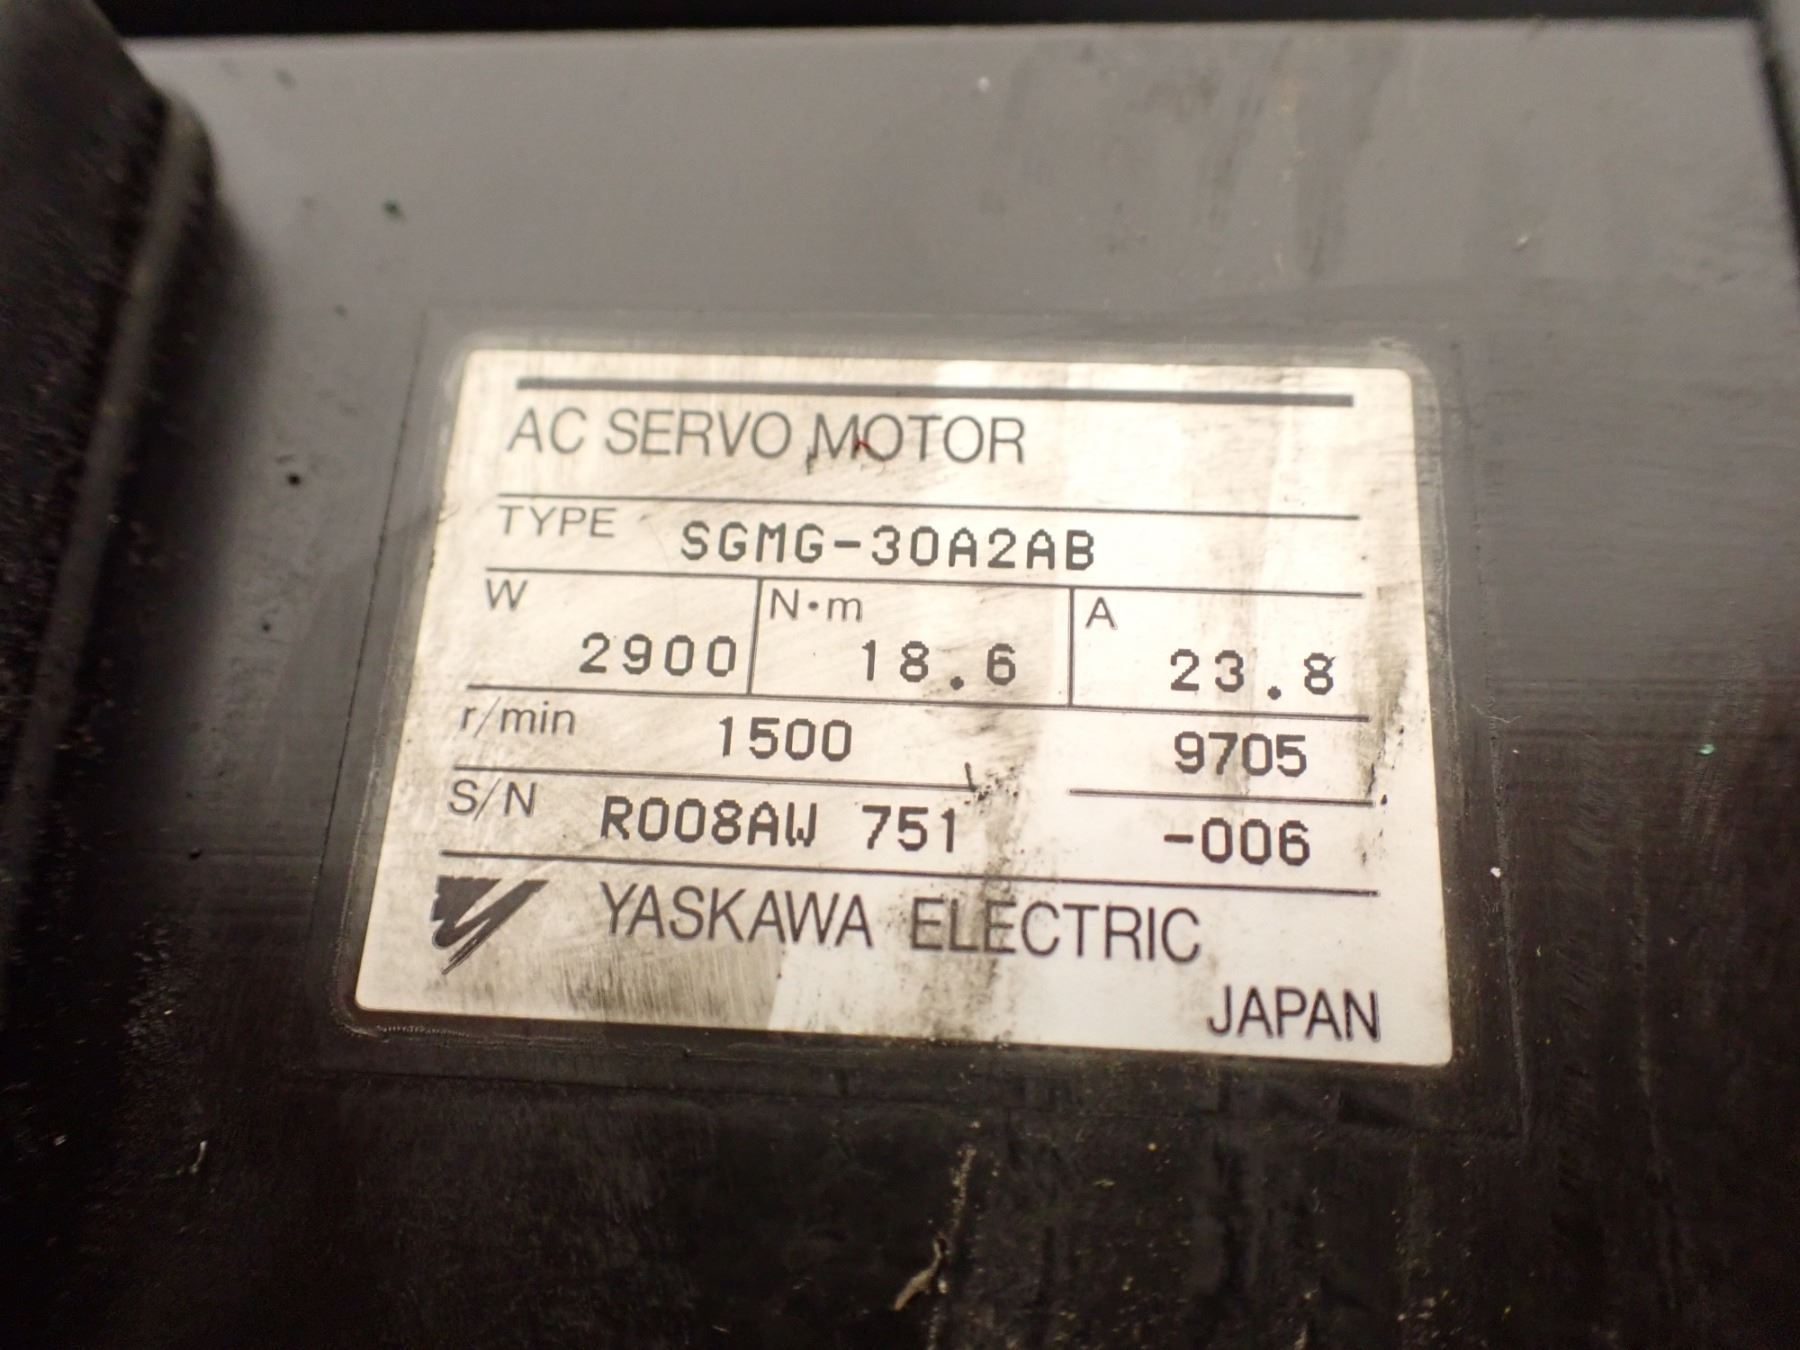 AC SERVO MOTOR
TYPE SGMG-30A2AB
W 2900 N·m 18.6 A 23.8
r/min 1500 9705
S/N R008AW 751 -006
YASKAWA ELECTRIC
JAPAN